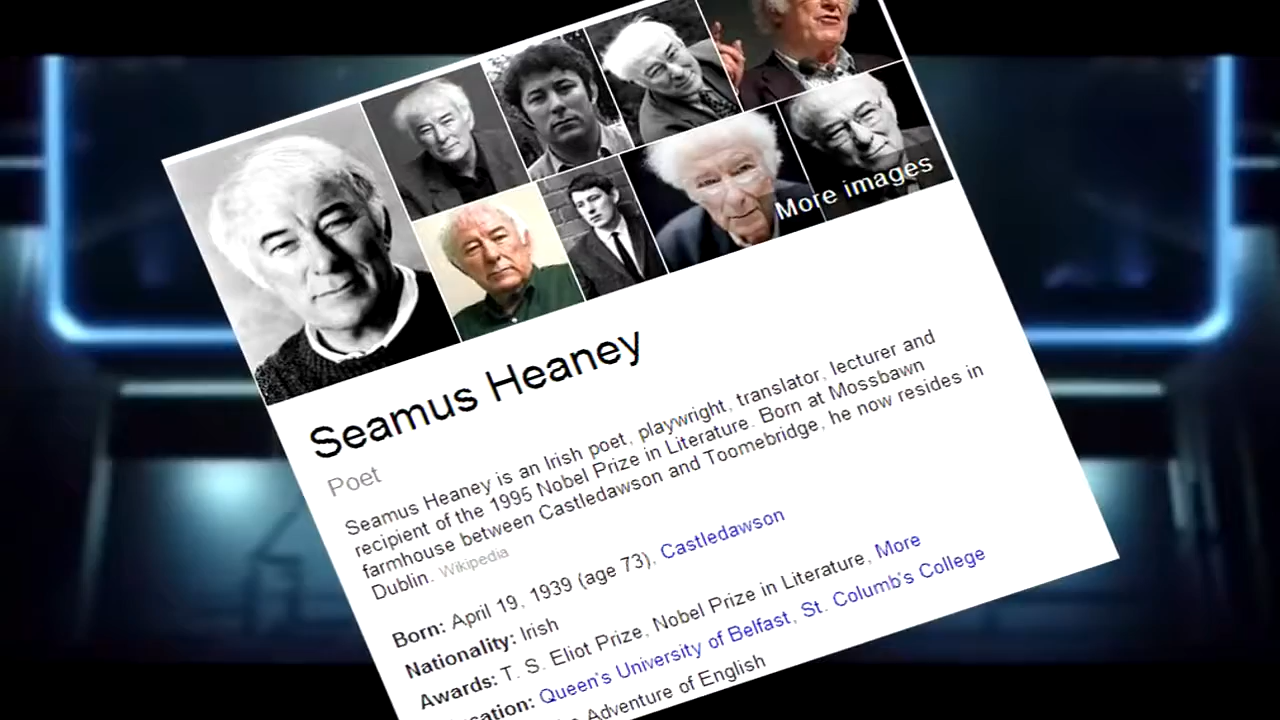 More images
Seamus Heaney
Poet
Seamus Heaney is an Irish poet, playwright, translator, lecturer and
recipient of the 1995 Nobel Prize in Literature. Born at Mossbawn
farmhouse between Castledawson and Toomebridge, he now resides in
Dublin. Wikipedia
Born: April 19, 1939 (age 73), Castledawson
Nationality: Irish
Awards: T. S. Eliot Prize, Nobel Prize in Literature, More
Queen's University of Belfast, St. Columb's College
Adventure of English